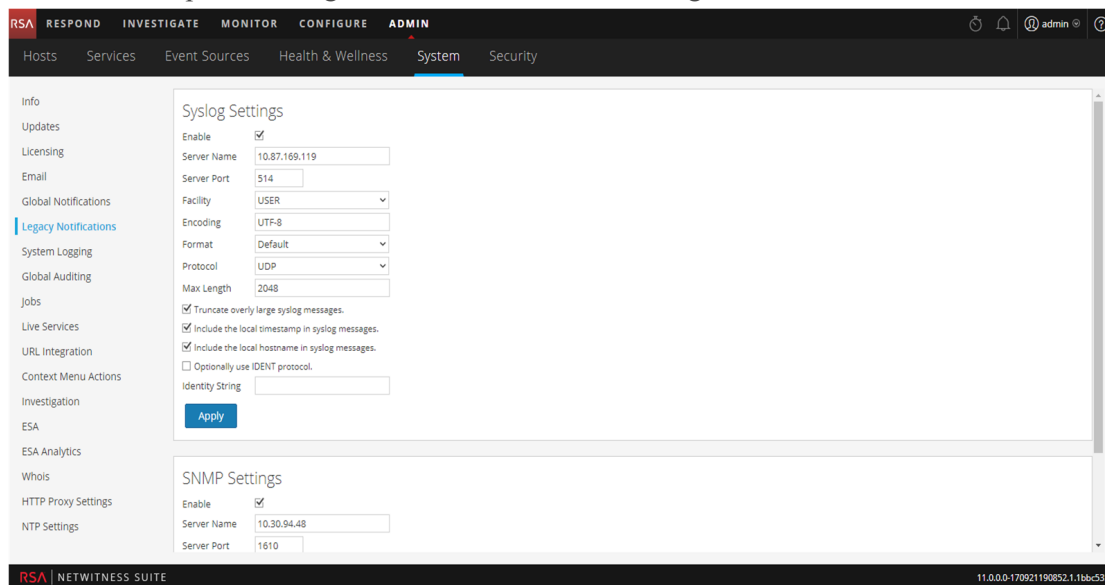 RSA RESPOND INVESTIGATE MONITOR CONFIGURE ADMIN admin
Hosts Services Event Sources Health & Wellness System Security
Info
Updates
Licensing
Email
Global Notifications
Legacy Notifications
System Logging
Global Auditing
Jobs
Live Services
URL Integration
Context Menu Actions
Investigation
ESA
ESA Analytics
Whois
HTTP Proxy Settings
NTP Settings
Syslog Settings
Enable
Server Name 10.87.169.119
Server Port 514
Facility USER
Encoding UTF-8
Format Default
Protocol UDP
Max Length 2048
Truncate overly large syslog messages.
Include the local timestamp in syslog messages.
Include the local hostname in syslog messages.
Optionally use IDENT protocol.
Identity String
Apply
SNMP Settings
Enable
Server Name 10.30.94.48
Server Port 1610
RSA NETWITNESS SUITE 11.0.0.0-170921190852.1.1bbc53